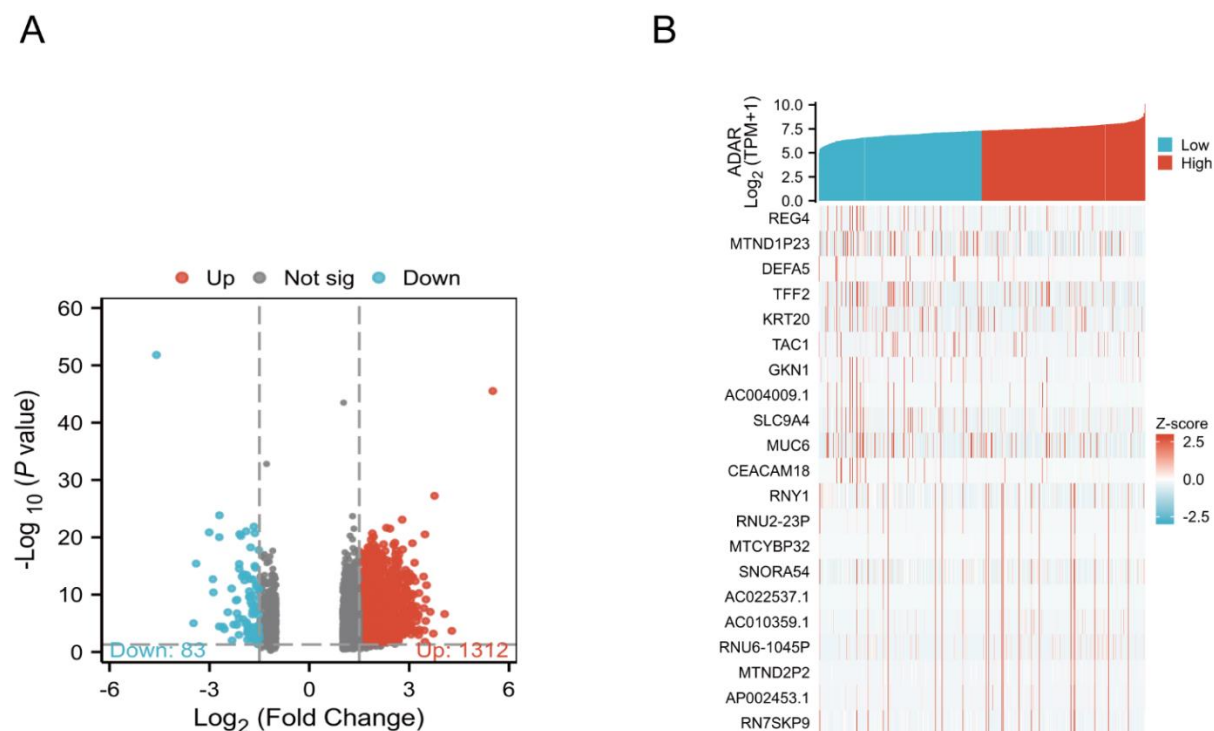 A
B
Up Not sig Down
60
50
40
30
20
10
0
-Log 10 (P value)
Down: 83
Up: 1312
-6 -3 0 3 6
Log2 (Fold Change)
ADAR
Log2 (TPM+1)
10.0
7.5
5.0
2.5
0.0
Low
High
REG4
MTND1P23
DEFA5
TFF2
KRT20
TAC1
GKN1
AC004009.1
SLC9A4
MUC6
CEACAM18
RNY1
RNU2-23P
MTCYBP32
SNORA54
AC022537.1
AC010359.1
RNU6-1045P
MTND2P2
AP002453.1
RN7SKP9
Z-score
2.5
0.0
-2.5